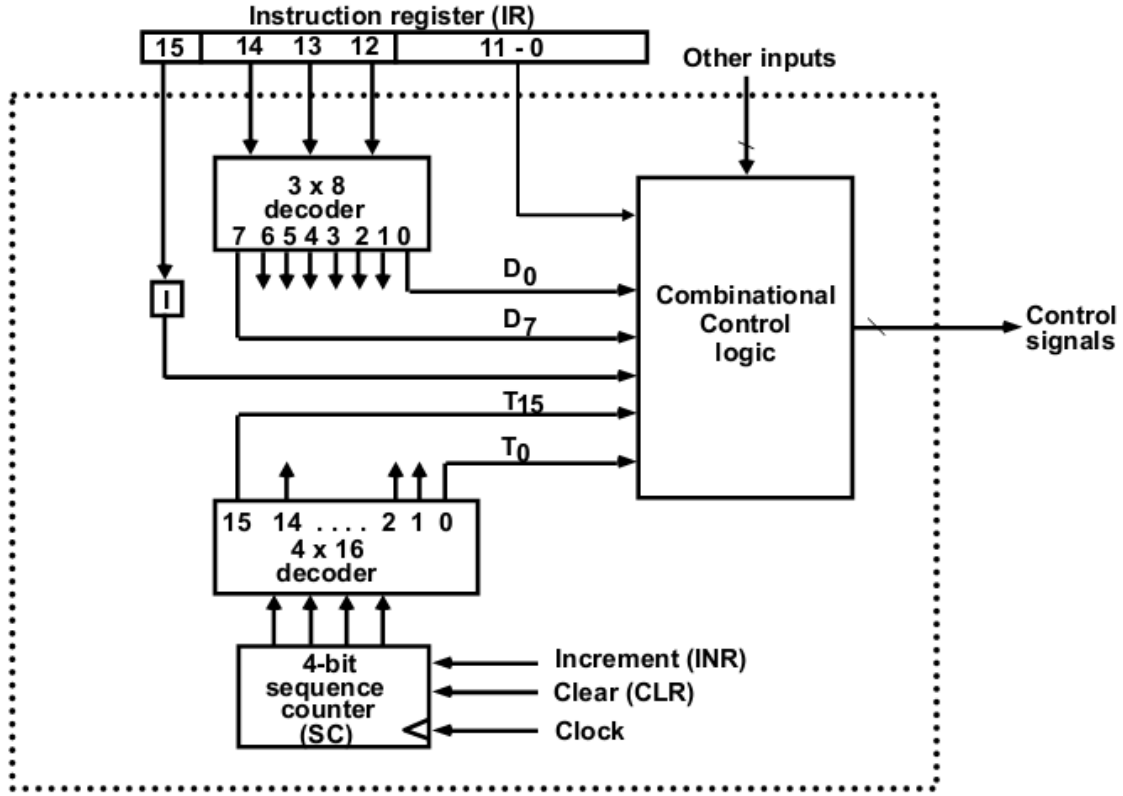 Instruction register (IR)
15 14 13 12 11 - 0
Other inputs
3 x 8
decoder
7 6 5 4 3 2 1 0
D0
I
Combinational
Control
logic
D7
Control
signals
T15
T0
15 14 . . . . 2 1 0
4 x 16
decoder
4-bit
sequence
counter
(SC)
Increment (INR)
Clear (CLR)
Clock